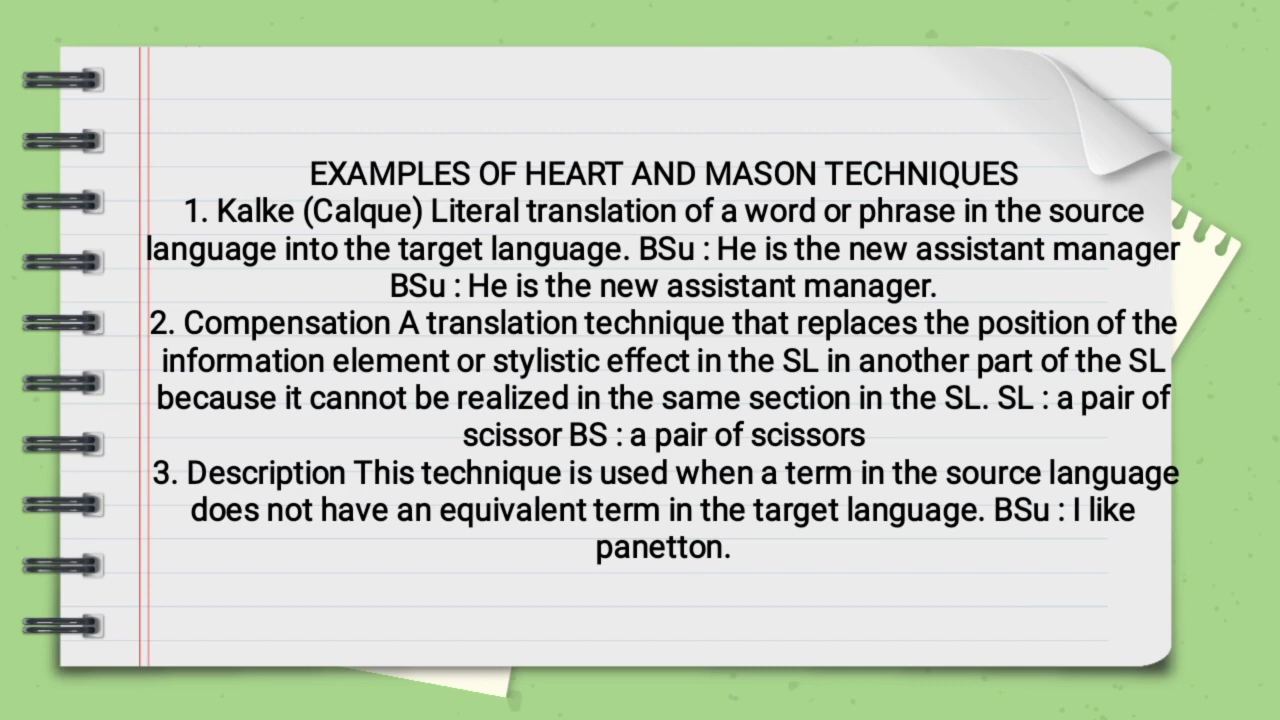 EXAMPLES OF HEART AND MASON TECHNIQUES
1. Kalke (Calque) Literal translation of a word or phrase in the source
language into the target language. BSu : He is the new assistant manager
BSu : He is the new assistant manager.
2. Compensation A translation technique that replaces the position of the
information element or stylistic effect in the SL in another part of the SL
because it cannot be realized in the same section in the SL. SL : a pair of
scissor BS : a pair of scissors
3. Description This technique is used when a term in the source language
does not have an equivalent term in the target language. BSu : I like
panetton.